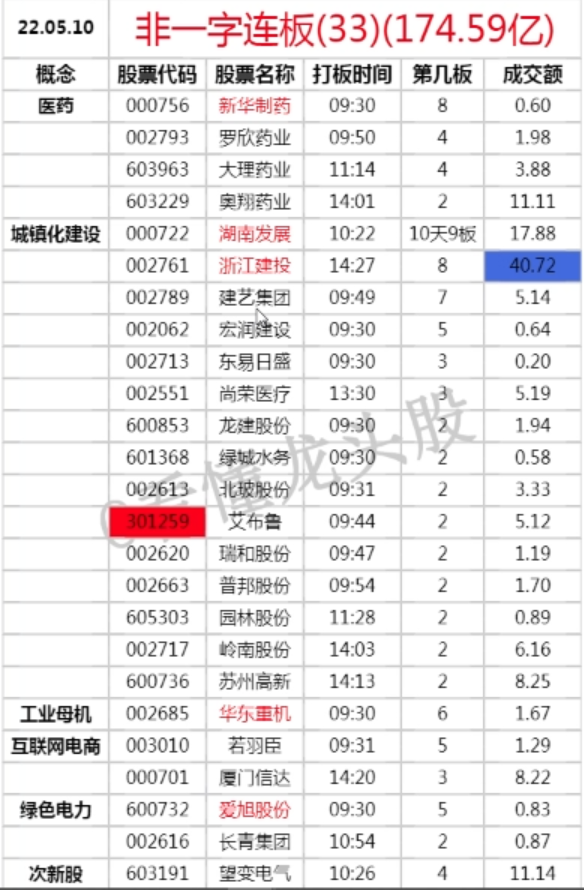 22.05.10 非一字连板(33)(174.59亿)
概念 股票代码 股票名称 打板时间 第几板 成交额
医药 000756 新华制药 09:30 8 0.60
002793 罗欣药业 09:50 4 1.98
603963 大理药业 11:14 4 3.88
603229 奥翔药业 14:01 2 11.11
城镇化建设 000722 湖南发展 10:22 10天9板 17.88
002761 浙江建投 14:27 8 40.72
002789 建艺集团 09:49 7 5.14
002062 宏润建设 09:30 5 0.64
002713 东易日盛 09:30 3 0.20
002551 尚荣医疗 13:30 3 5.19
600853 龙建股份 09:30 2 1.94
601368 绿城水务 09:30 2 0.58
002613 北玻股份 09:31 2 3.33
301259 艾布鲁 09:44 2 5.12
002620 瑞和股份 09:47 2 1.19
002663 普邦股份 09:54 2 1.70
605303 园林股份 11:28 2 0.89
002717 岭南股份 14:03 2 6.16
600736 苏州高新 14:13 2 8.25
工业母机 002685 华东重机 09:30 6 1.67
互联网电商 003010 若羽臣 09:31 5 1.29
000701 厦门信达 14:20 3 8.22
绿色电力 600732 爱旭股份 09:30 5 0.83
002616 长青集团 10:54 2 0.87
次新股 603191 望变电气 10:26 4 11.14
懂龙头股